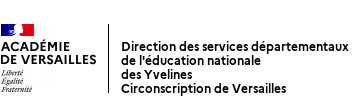 ACADÉMIE
DE VERSAILLES
Liberté
Égalité
Fraternité
Direction des services départementaux
de l'éducation nationale
des Yvelines
Circonscription de Versailles